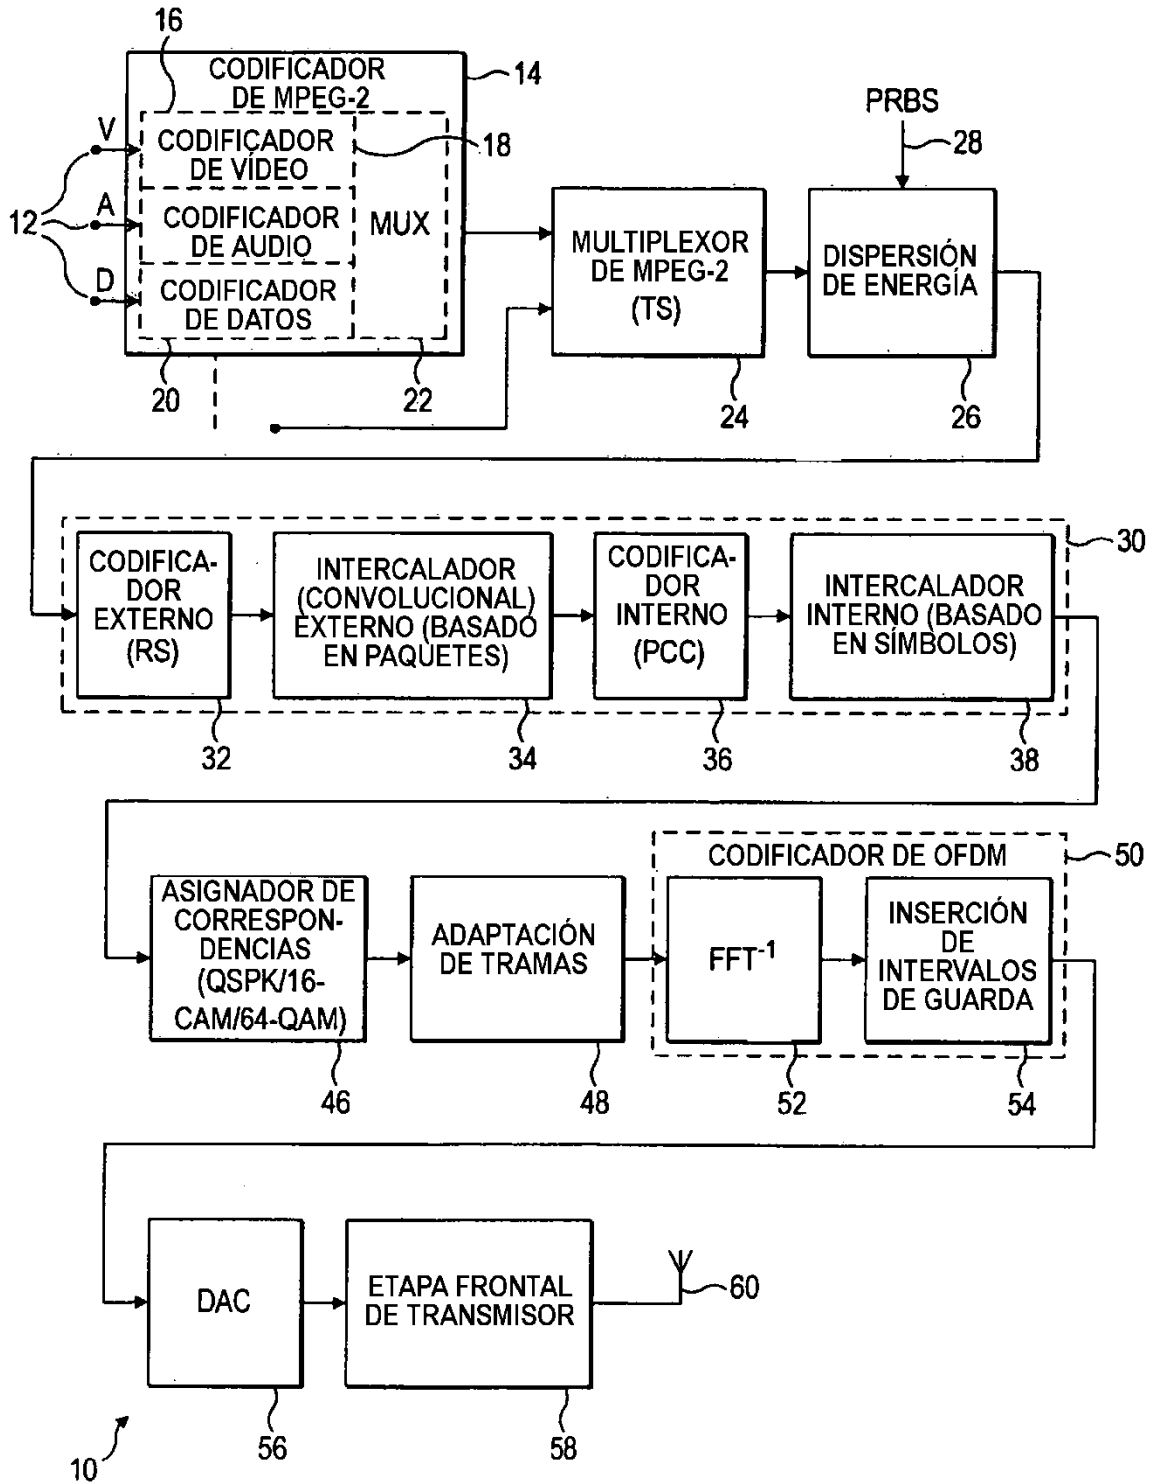 16
CODIFICADOR
DE MPEG-2
14
V
CODIFICADOR
DE VÍDEO
18
12
A
CODIFICADOR
DE AUDIO
MUX
D
CODIFICADOR
DE DATOS
20
22
MULTIPLEXOR
DE MPEG-2
(TS)
24
PRBS
28
DISPERSIÓN
DE ENERGÍA
26
30
CODIFICA-
DOR
EXTERNO
(RS)
32
INTERCALADOR
(CONVOLUCIONAL)
EXTERNO (BASADO
EN PAQUETES)
34
CODIFICA-
DOR
INTERNO
(PCC)
36
INTERCALADOR
INTERNO (BASADO
EN SÍMBOLOS)
38
ASIGNADOR DE
CORRESPON-
DENCIAS
(QSPK/16-
CAM/64-QAM)
46
ADAPTACIÓN
DE TRAMAS
48
CODIFICADOR DE OFDM
50
FFT-1
52
INSERCIÓN
DE
INTERVALOS
DE GUARDA
54
DAC
56
ETAPA FRONTAL
DE TRANSMISOR
58
60
10